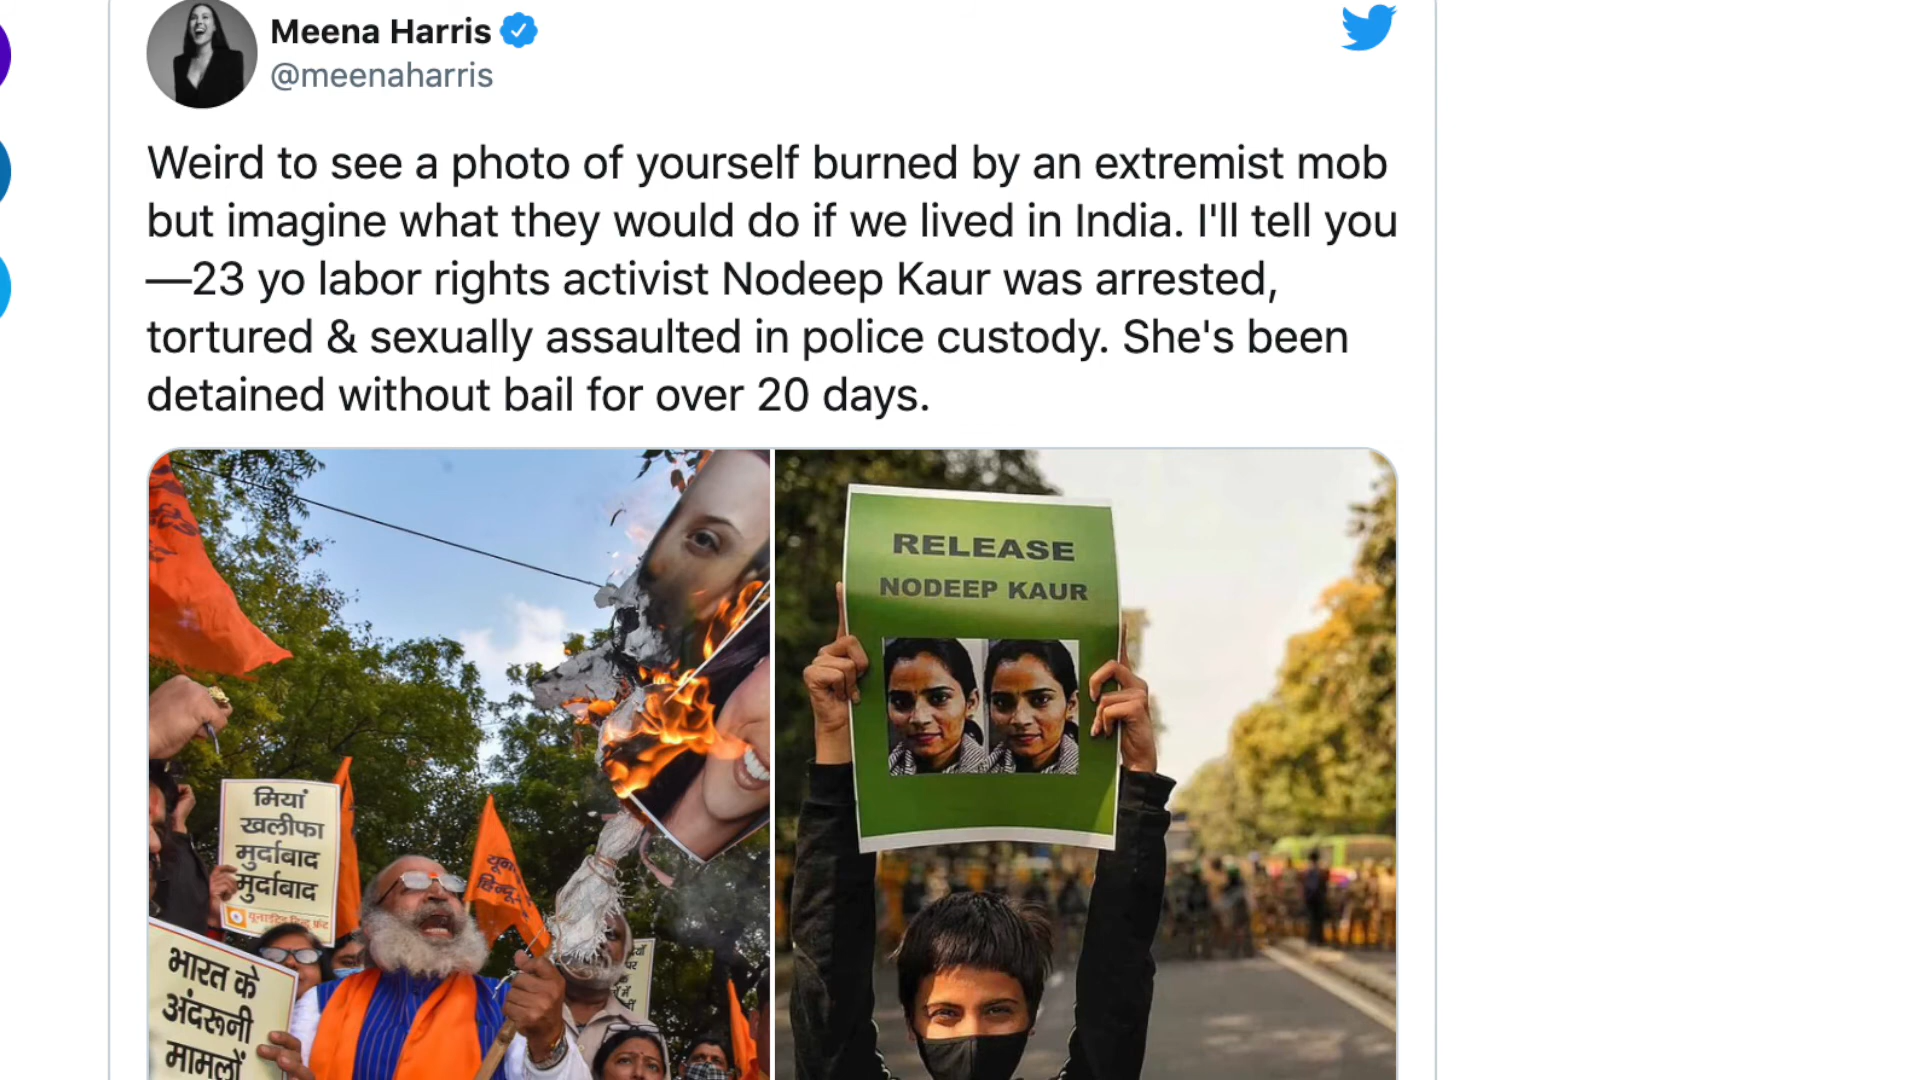 Meena Harris
@meenaharris
Weird to see a photo of yourself burned by an extremist mob
but imagine what they would do if we lived in India. I'll tell you
—23 yo labor rights activist Nodeep Kaur was arrested,
tortured & sexually assaulted in police custody. She's been
detained without bail for over 20 days.
मियां
खलीफा
मुर्दाबाद
मुर्दाबाद
यूनाइटेड हिन्दू फ्रंट
भारत के
अंदरूनी
मामलों
हिन्दू
RELEASE
NODEEP KAUR